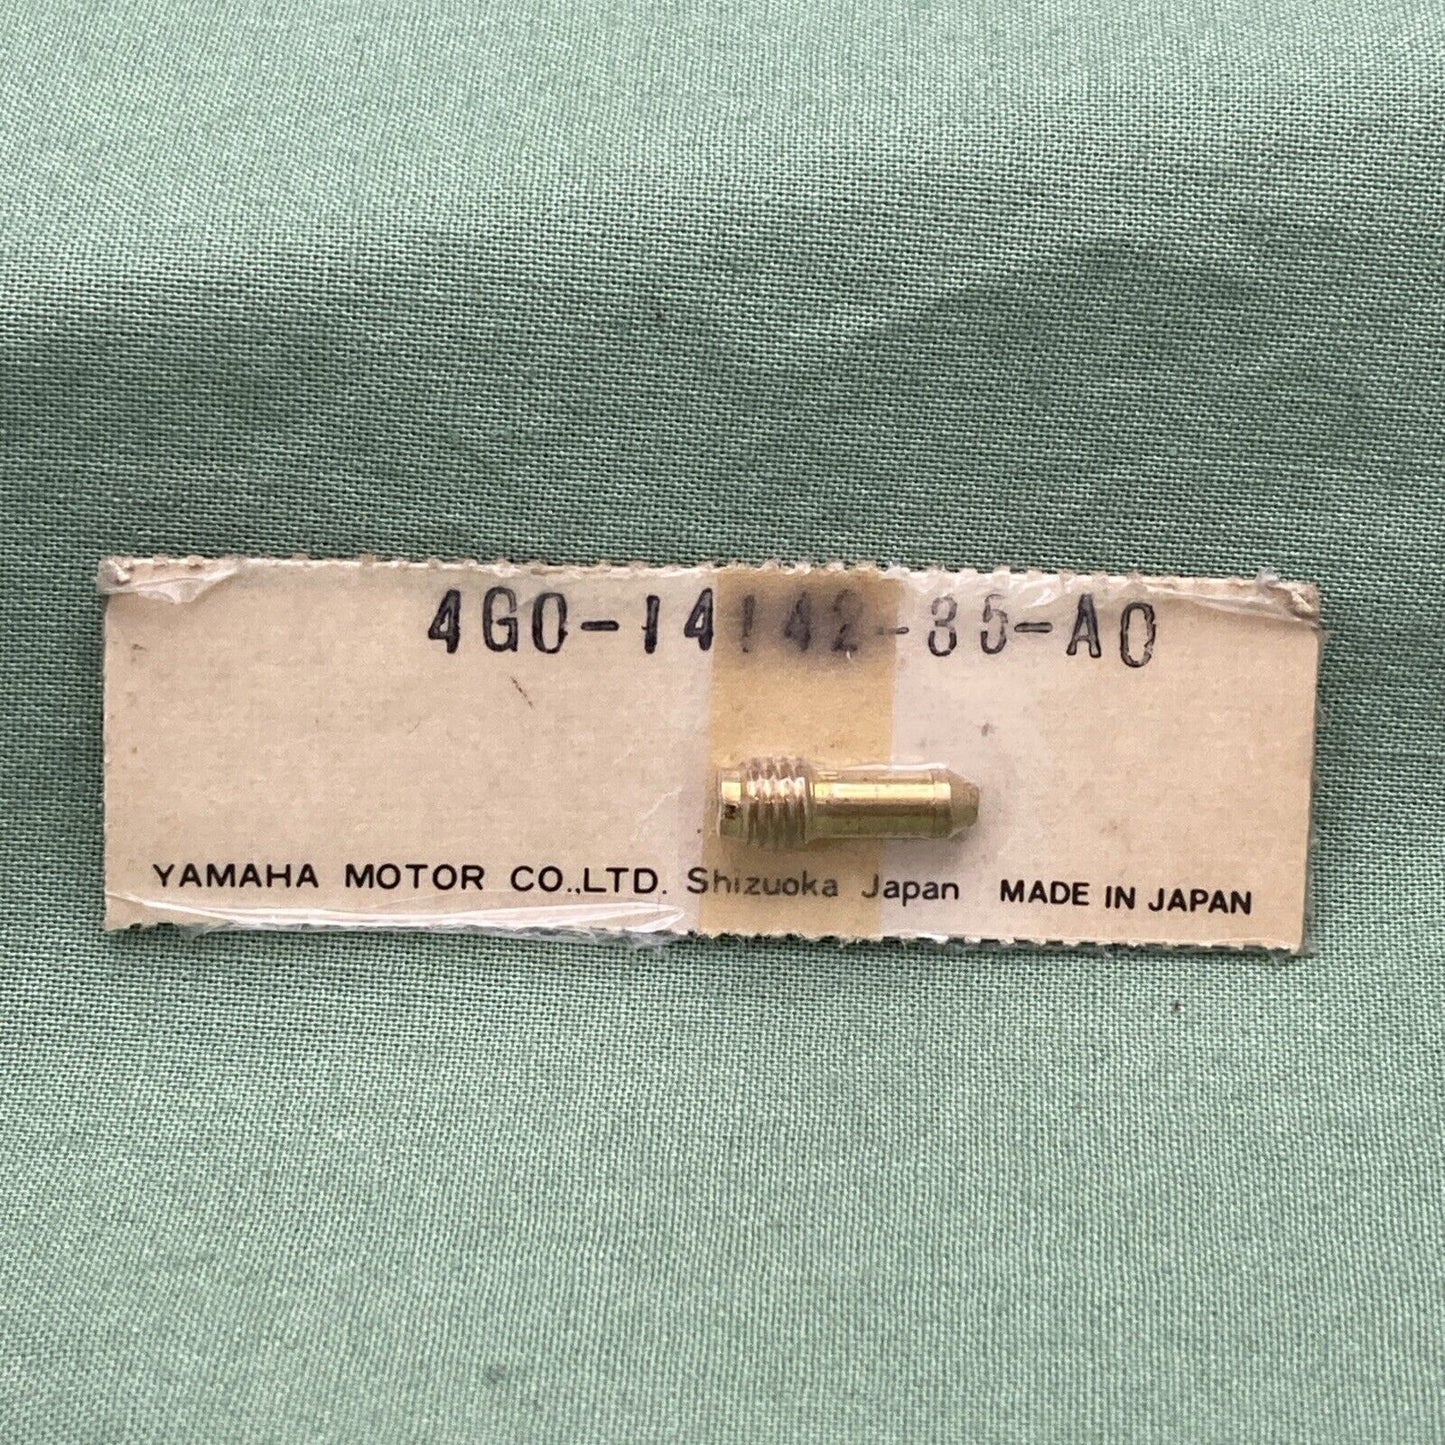 4G0-14142-35-A0
YAMAHA MOTOR CO.,LTD. Shizuoka Japan MADE IN JAPAN